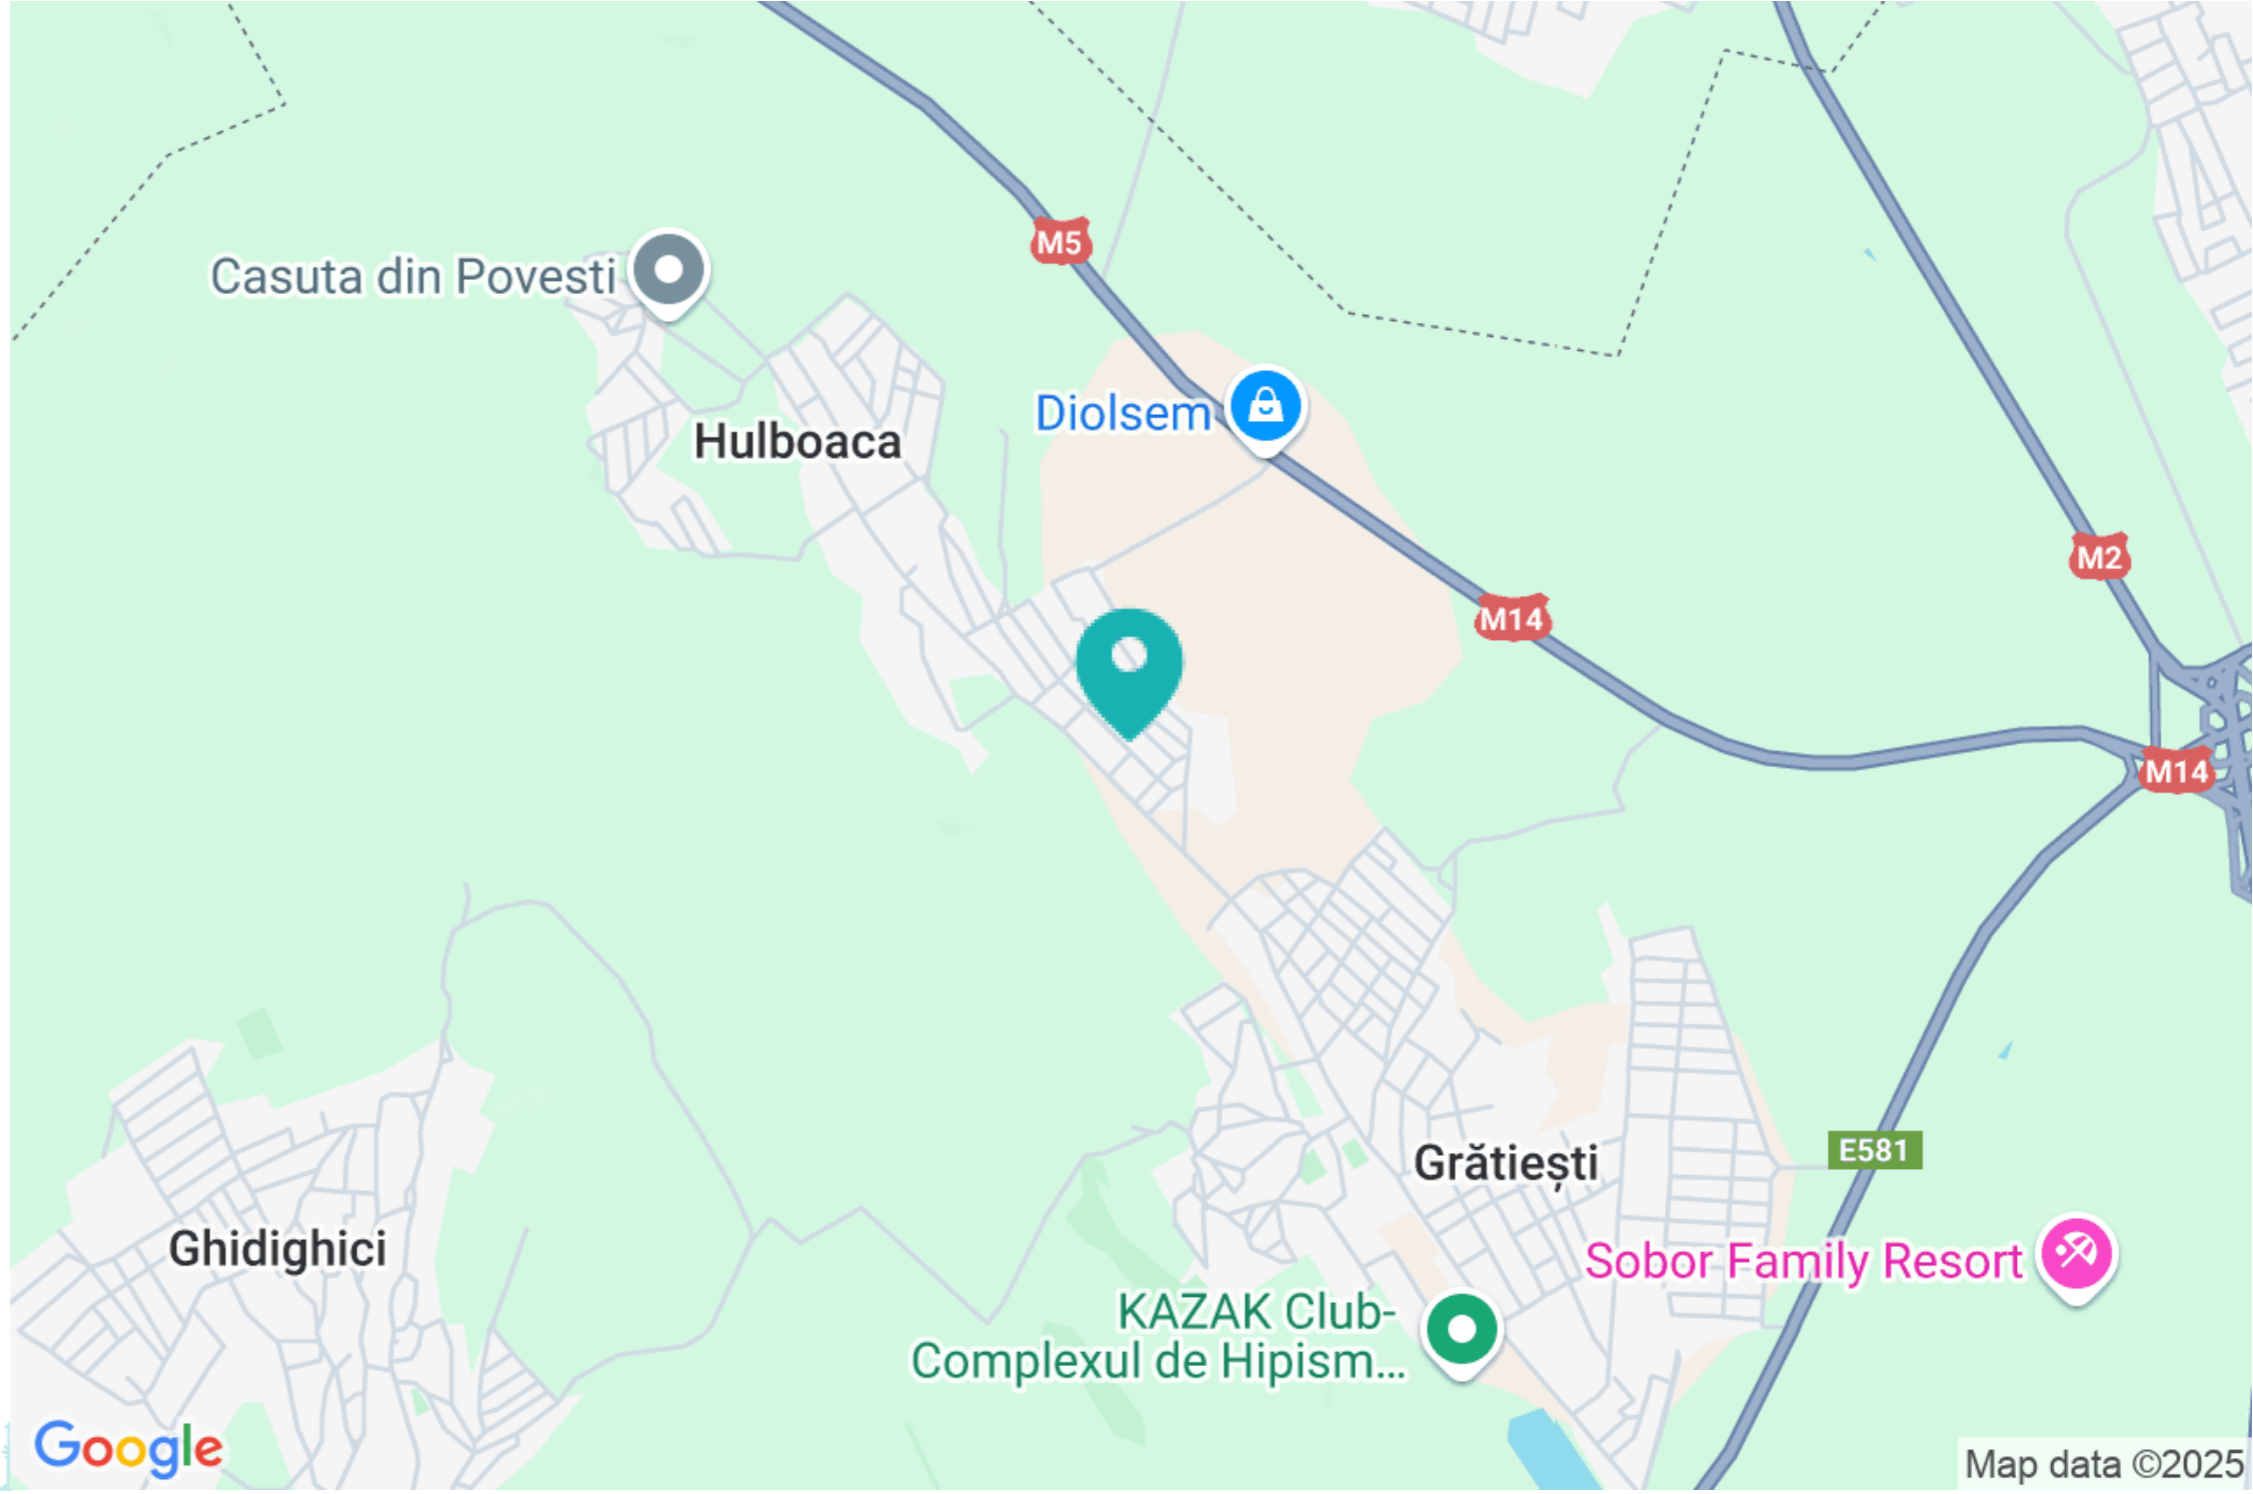 M5
Casuta din Povesti
Diolsem
Hulboaca
M2
M14
M14
E581
Grătiești
Ghidighici
Sobor Family Resort
KAZAK Club-
Complexul de Hipism...
Google
Map data ©2025